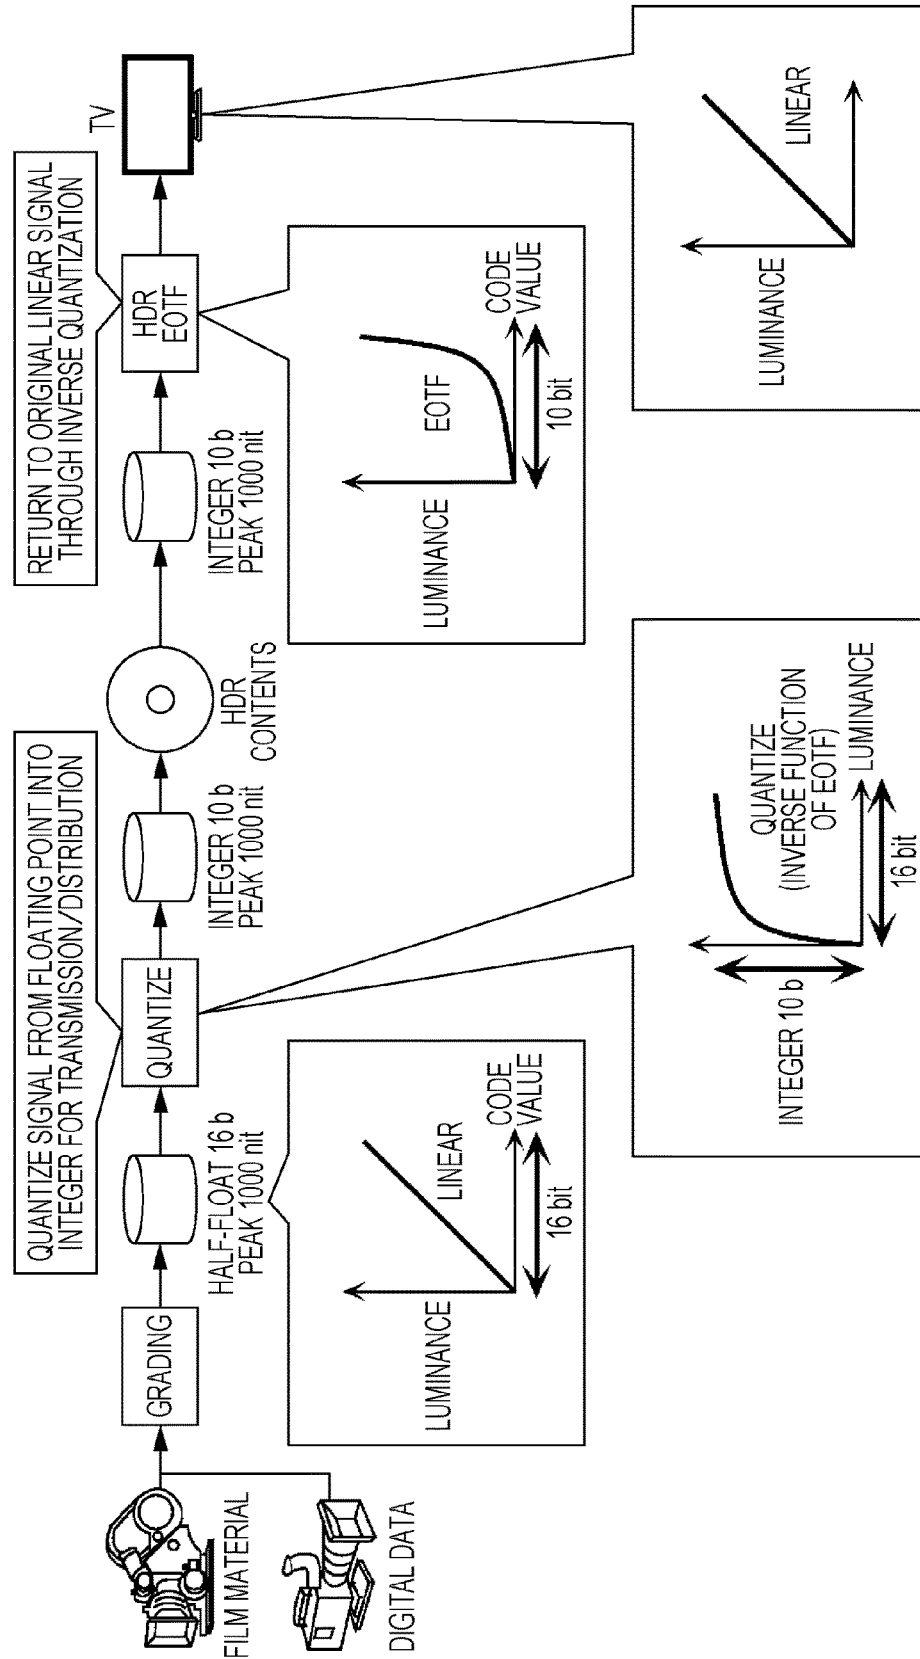 FILM MATERIAL
DIGITAL DATA
GRADING
HALF-FLOAT 16 b
PEAK 1000 nit
LUMINANCE
LINEAR
CODE
VALUE
16 bit
QUANTIZE SIGNAL FROM FLOATING POINT INTO
INTEGER FOR TRANSMISSION/DISTRIBUTION
QUANTIZE
INTEGER 10 b
QUANTIZE
(INVERSE FUNCTION
OF EOTF)
LUMINANCE
16 bit
INTEGER 10 b
PEAK 1000 nit
HDR
CONTENTS
INTEGER 10 b
PEAK 1000 nit
RETURN TO ORIGINAL LINEAR SIGNAL
THROUGH INVERSE QUANTIZATION
HDR
EOTF
LUMINANCE
EOTF
CODE
VALUE
10 bit
TV
LUMINANCE
LINEAR